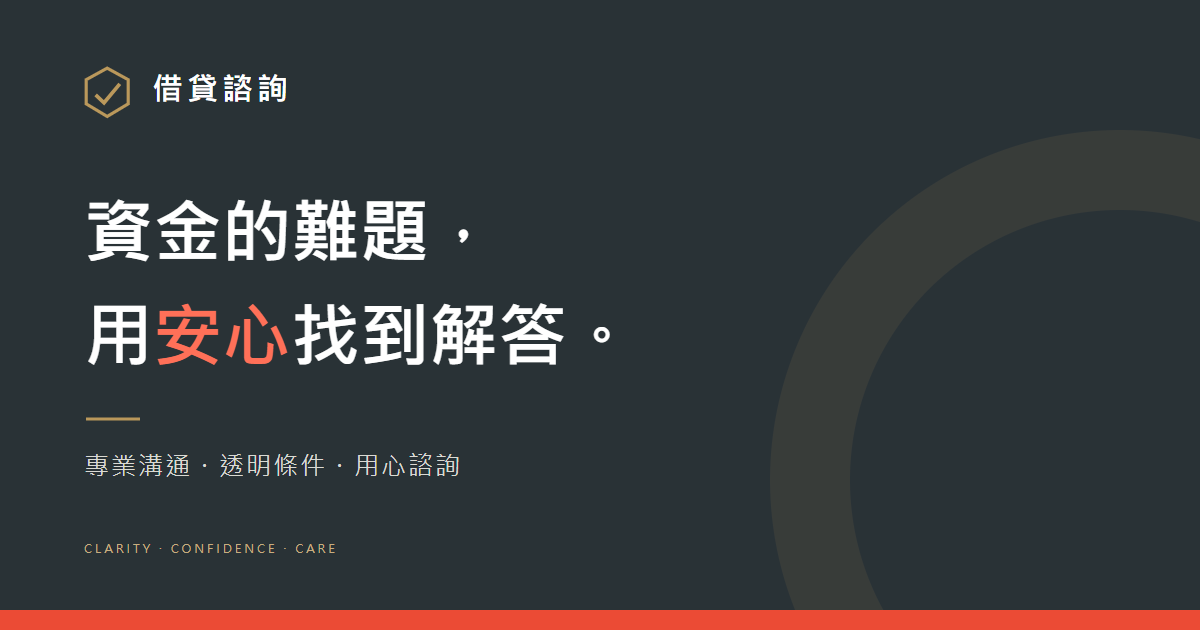 借貸諮詢
資金的難題，
用安心找到解答。
專業溝通 · 透明條件 · 用心諮詢
CLARITY · CONFIDENCE · CARE